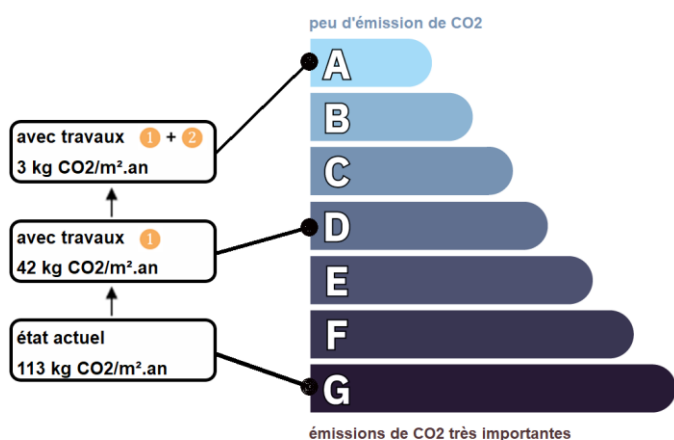 peu d'émission de CO2
A
B
C
D
E
F
G
émissions de CO2 très importantes
avec travaux 1 + 2
3 kg CO2/m².an
avec travaux 1
42 kg CO2/m².an
état actuel
113 kg CO2/m².an